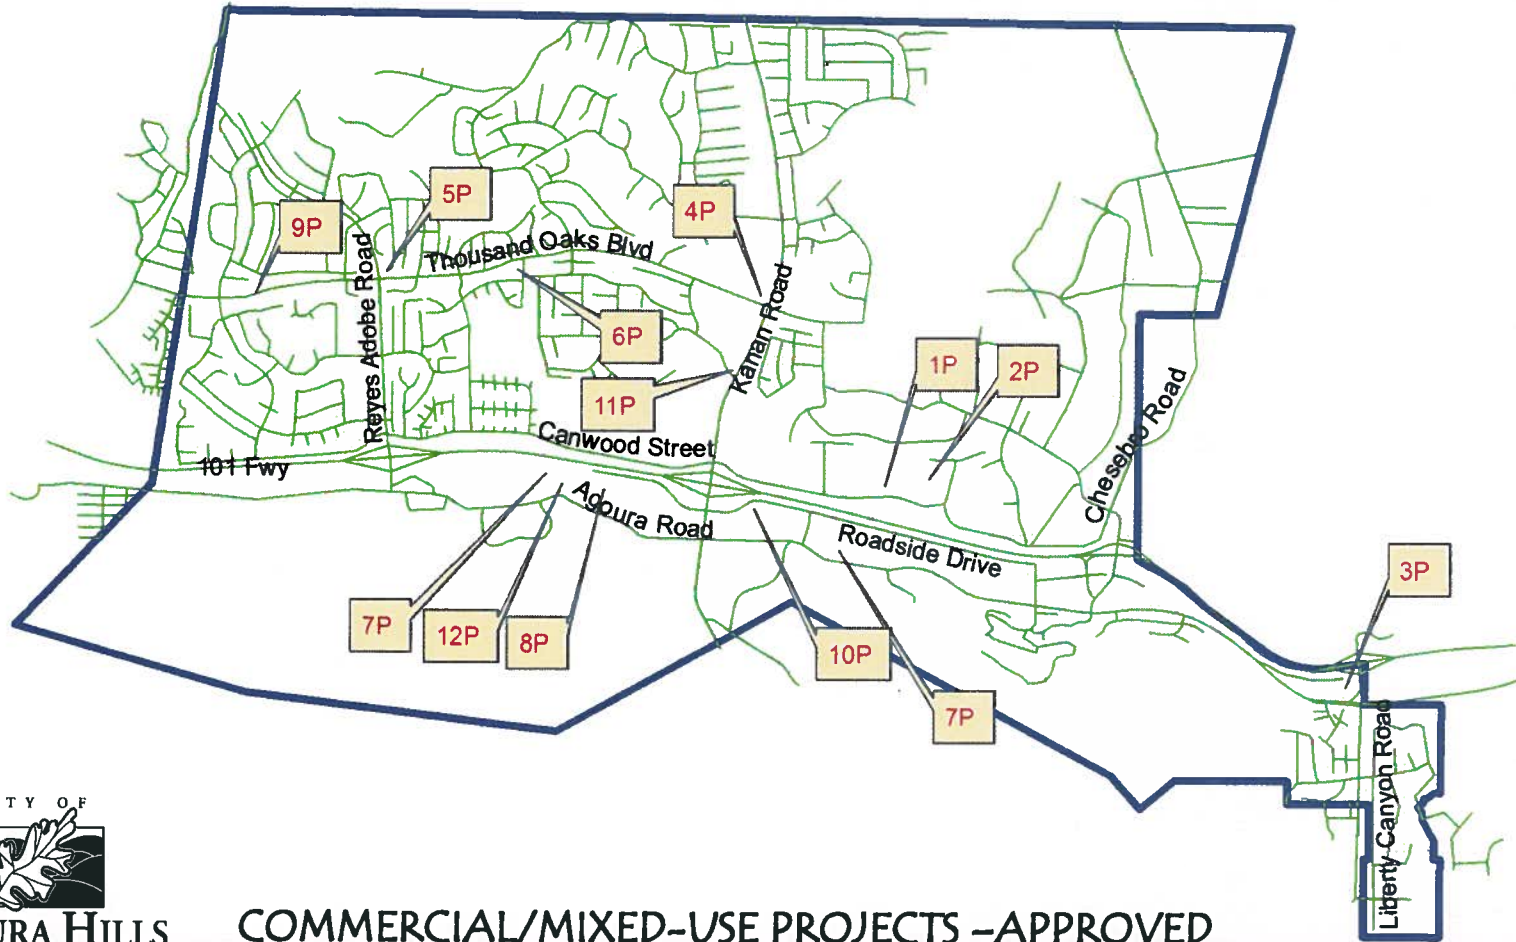 5P
4P
9P
Thousand Oaks Blvd
Reyes Adobe Road
Kanan Road
6P
1P
2P
11P
Canwood Street
Chesebro Road
101 Fwy
Agoura Road
Roadside Drive
3P
7P
12P
8P
10P
7P
Liberty Canyon Road
TY OF
URA HILLS
COMMERCIAL/MIXED-USE PROJECTS -APPROVED